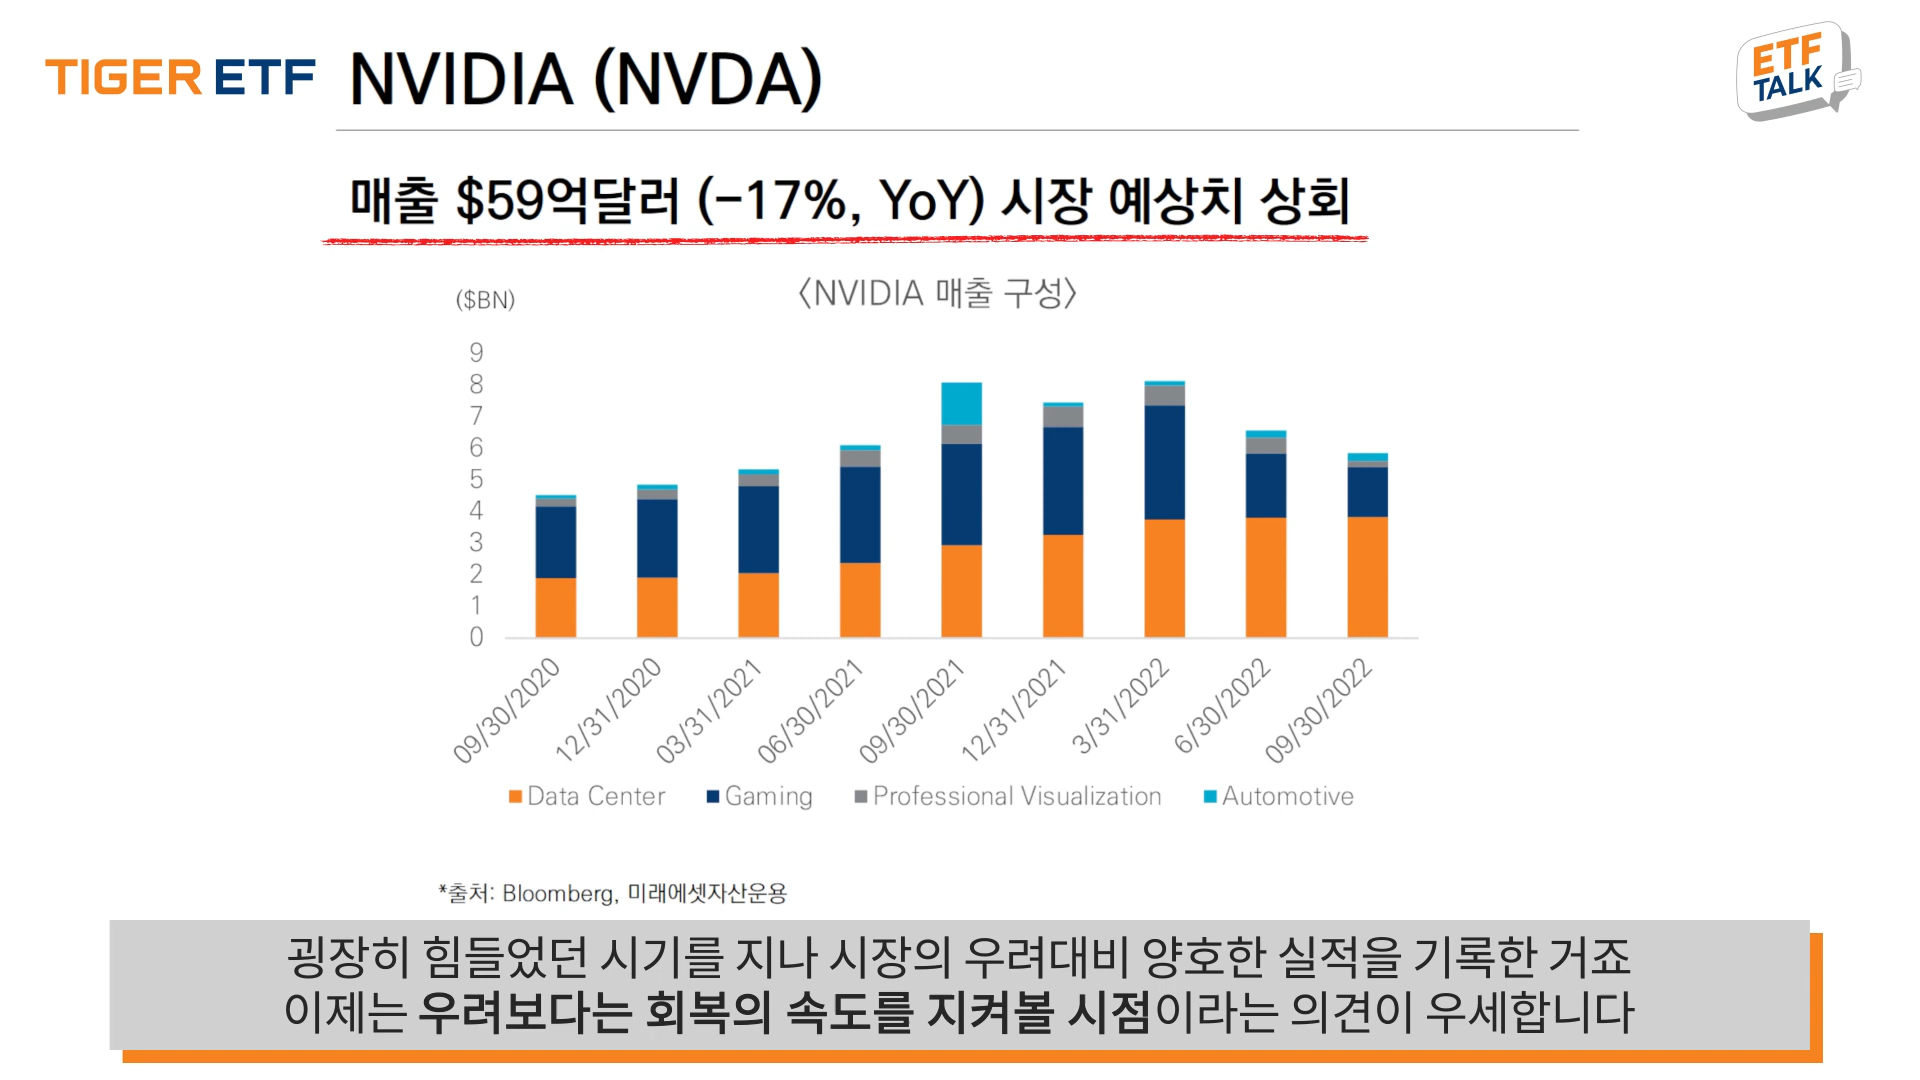 TIGER ETF NVIDIA (NVDA)
ETF
TALK
매출 $59억달러 (-17%, YoY) 시장 예상치 상회
($BN)
〈NVIDIA 매출 구성〉
9
8
7
6
5
4
3
2
1
0
09/30/2020
12/31/2020
03/31/2021
06/30/2021
09/30/2021
12/31/2021
3/31/2022
6/30/2022
09/30/2022
Data Center Gaming Professional Visualization Automotive
*출처: Bloomberg, 미래에셋자산운용
굉장히 힘들었던 시기를 지나 시장의 우려대비 양호한 실적을 기록한 거죠
이제는 우려보다는 회복의 속도를 지켜볼 시점이라는 의견이 우세합니다